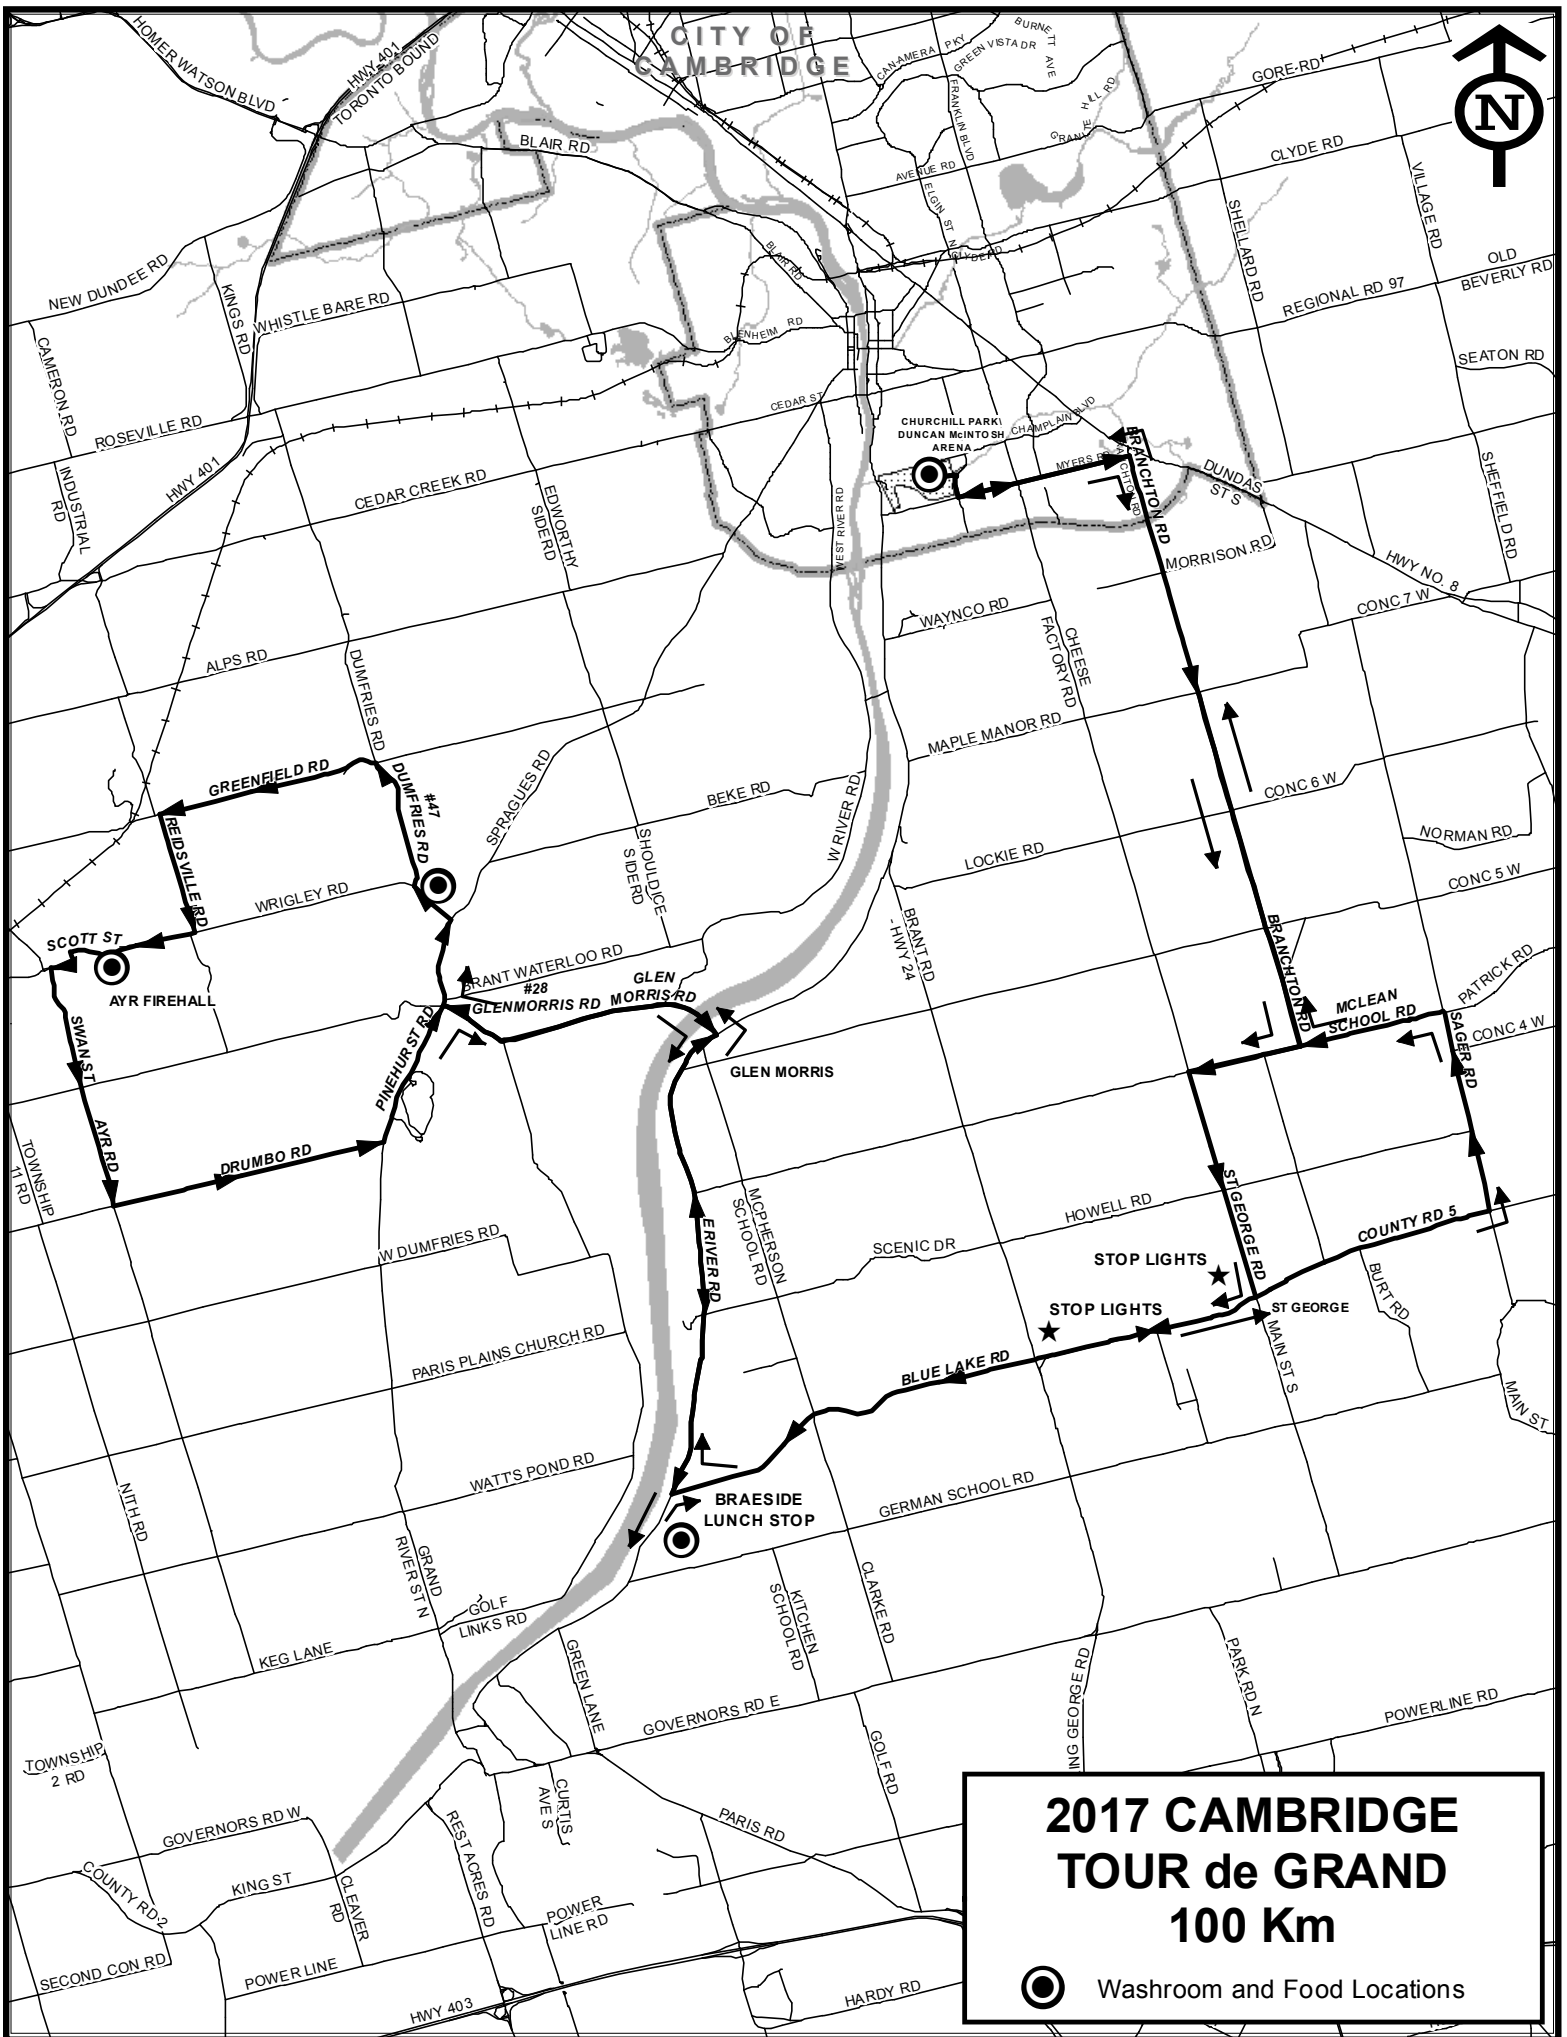 CITY OF
CAMBRIDGE
HOMER WATSON BLVD
HWY 401
TORONTO BOUND
BURNETT AVE
CANAMERA PKY
GREEN VISTA DR
FRANKLIN BLVD
GRANITE HILL RD
GORE RD
N
BLAIR RD
AVENUE RD
CLYDE RD
ELGIN ST N
VILLAGE RD
SHELLARD RD
NEW DUNDEE RD
BLAIR RD
CLYDE RD
OLD
BEVERLY RD
KINGS RD
WHISTLE BARE RD
REGIONAL RD 97
BLENHEIM RD
CAMERON RD
SEATON RD
CEDAR ST
CHAMPLAIN BLVD
ROSEVILLE RD
CHURCHILL PARK\
DUNCAN McINTOSH
ARENA
BRANCHTON RD
MYERS RD
BRANCHTON RD
DUNDAS
ST S
INDUSTRIAL
RD
HWY 401
CEDAR CREEK RD
EDWORTHY
SIDERD
WEST RIVER RD
SHEFFIELD RD
MORRISON RD
HWY NO. 8
CONC 7 W
WAYNCO RD
CHEESE
FACTORY RD
ALPS RD
DUMFRIES RD
MAPLE MANOR RD
GREENFIELD RD
DUMFRIES RD
#47
SPRAGUES RD
BEKE RD
CONC 6 W
W RIVER RD
NORMAN RD
REIDSVILLE RD
SHOULDICE
SIDERD
LOCKIE RD
CONC 5 W
WRIGLEY RD
BRANT RD
- HWY 24
BRANCHTON RD
SCOTT ST
BRANT WATERLOO RD
PATRICK RD
AYR FIREHALL
#28
GLENMORRIS RD
GLEN
MORRIS RD
MCLEAN
SCHOOL RD
SAGER RD
CONC 4 W
SWAN ST
PINEHURST RD
GLEN MORRIS
AYR RD
DRUMBO RD
TOWNSHIP
11 RD
MCPHERSON
SCHOOL RD
ST GEORGE RD
HOWELL RD
COUNTY RD 5
W DUMFRIES RD
E RIVER RD
SCENIC DR
STOP LIGHTS
BURT RD
STOP LIGHTS
ST GEORGE
MAIN ST S
PARIS PLAINS CHURCH RD
BLUE LAKE RD
MAIN ST
WATT'S POND RD
BRAESIDE
LUNCH STOP
GERMAN SCHOOL RD
NITH RD
GRAND
RIVER ST N
GOLF
LINKS RD
KITCHEN
SCHOOL RD
CLARKE RD
KEG LANE
GREEN LANE
PARK RD N
ING GEORGE RD
GOVERNORS RD E
POWERLINE RD
TOWNSHIP
2 RD
GOLF RD
CURTIS
AVE S
PARIS RD
GOVERNORS RD W
REST ACRES RD
COUNTY RD 2
KING ST
CLEAVER
RD
POWER
LINE RD
SECOND CON RD
POWER LINE
HWY 403
HARDY RD
2017 CAMBRIDGE
TOUR de GRAND
100 Km
Washroom and Food Locations